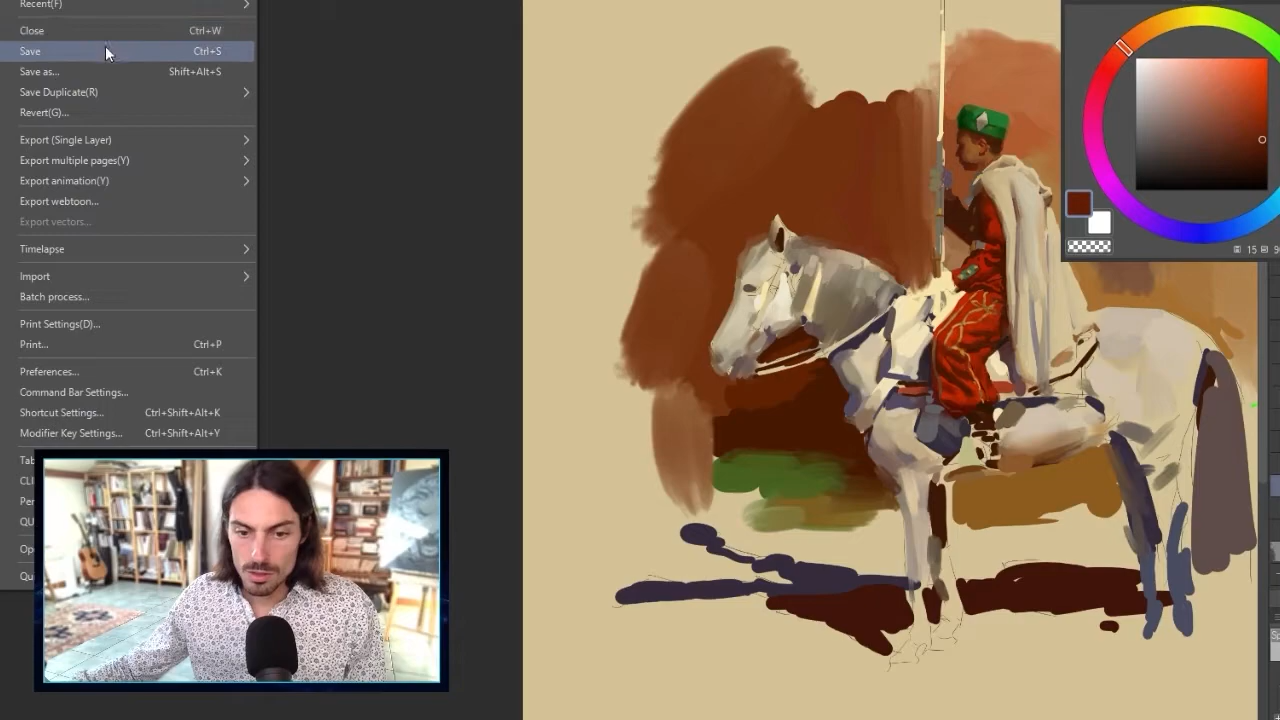 Recent(F)
Close Ctrl+W
Save Ctrl+S
Save as... Shift+Alt+S
Save Duplicate(R)
Revert(G)...
Export (Single Layer)
Export multiple pages(Y)
Export animation(Y)
Export webtoon...
Export vectors...
Timelapse
Import
Batch process...
Print Settings(D)...
Print... Ctrl+P
Preferences... Ctrl+K
Command Bar Settings...
Shortcut Settings... Ctrl+Shift+Alt+K
Modifier Key Settings... Ctrl+Shift+Alt+Y
15